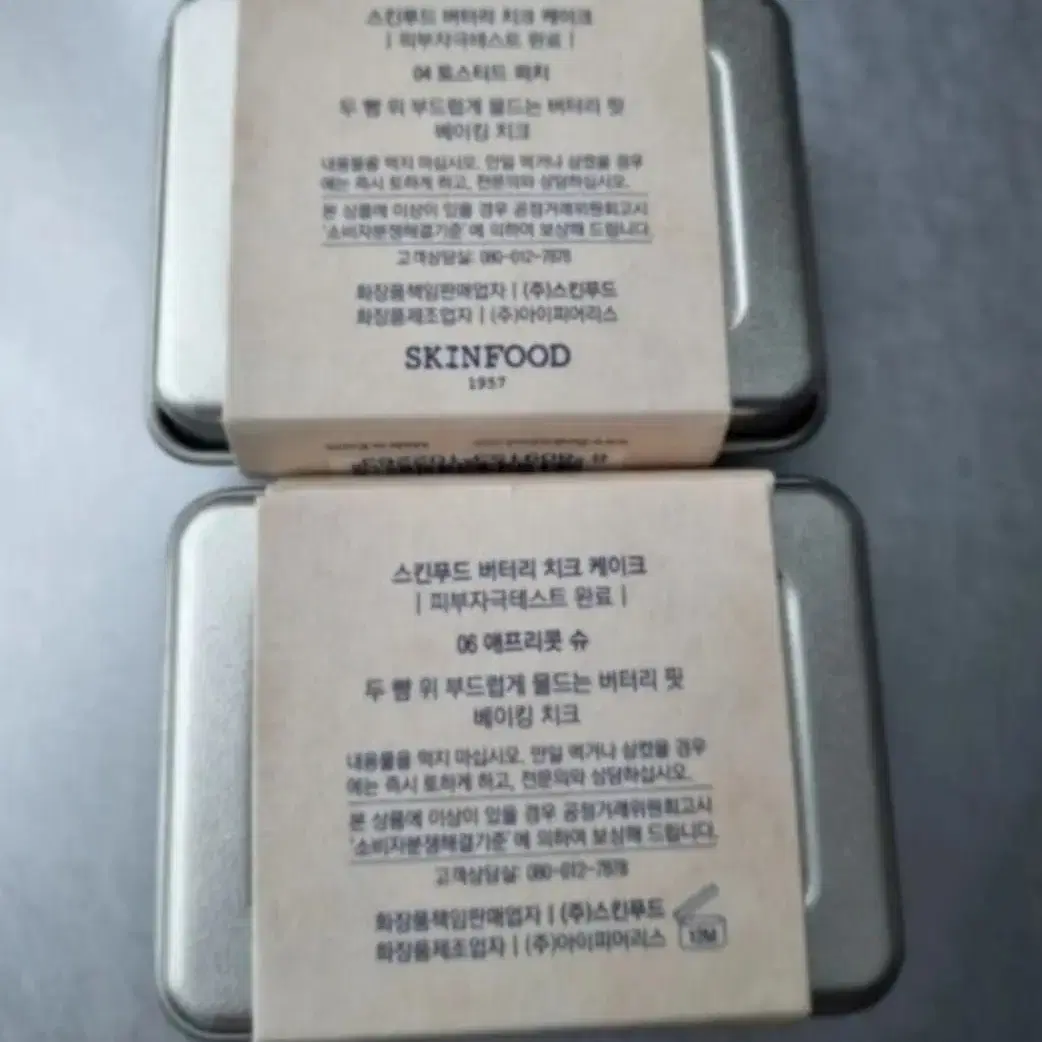 스킨푸드 버터리 치크 케이크
| 피부자극테스트 완료 |
04 토스티드 피치
두 뺨 위 부드럽게 물드는 버터리 핏
베이킹 치크
내용물을 먹지 마십시오. 만일 먹거나 삼켰을 경우
에는 즉시 토하게 하고, 전문의와 상담하십시오.
본 상품에 이상이 있을 경우 공정거래위원회고시
'소비자분쟁해결기준'에 의하여 보상해 드립니다.
고객상담실: 080-012-7878
화장품책임판매업자 | (주)스킨푸드
화장품제조업자 | (주)아이피어리스
SKINFOOD
1957
스킨푸드 버터리 치크 케이크
| 피부자극테스트 완료 |
06 애프리콧 슈
두 뺨 위 부드럽게 물드는 버터리 핏
베이킹 치크
내용물을 먹지 마십시오. 만일 먹거나 삼켰을 경우
에는 즉시 토하게 하고, 전문의와 상담하십시오.
본 상품에 이상이 있을 경우 공정거래위원회고시
'소비자분쟁해결기준'에 의하여 보상해 드립니다.
고객상담실: 080-012-7878
화장품책임판매업자 | (주)스킨푸드
화장품제조업자 | (주)아이피어리스
12M